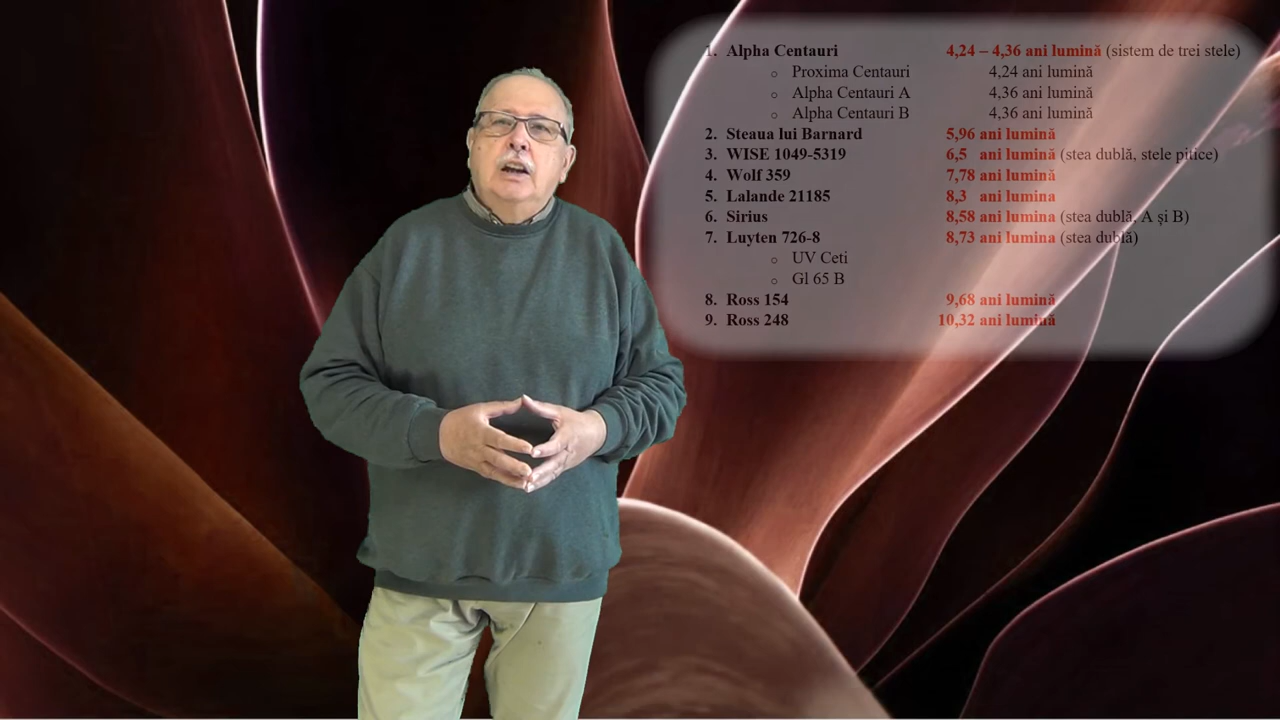 1. Alpha Centauri 4,24 – 4,36 ani lumină (sistem de trei stele)
○ Proxima Centauri 4,24 ani lumină
○ Alpha Centauri A 4,36 ani lumină
○ Alpha Centauri B 4,36 ani lumină
2. Steaua lui Barnard 5,96 ani lumină
3. WISE 1049-5319 6,5 ani lumină (stea dublă, stele pitice)
4. Wolf 359 7,78 ani lumină
5. Lalande 21185 8,3 ani lumina
6. Sirius 8,58 ani lumina (stea dublă, A și B)
7. Luyten 726-8 8,73 ani lumina (stea dublă)
○ UV Ceti
○ Gl 65 B
8. Ross 154 9,68 ani lumină
9. Ross 248 10,32 ani lumină